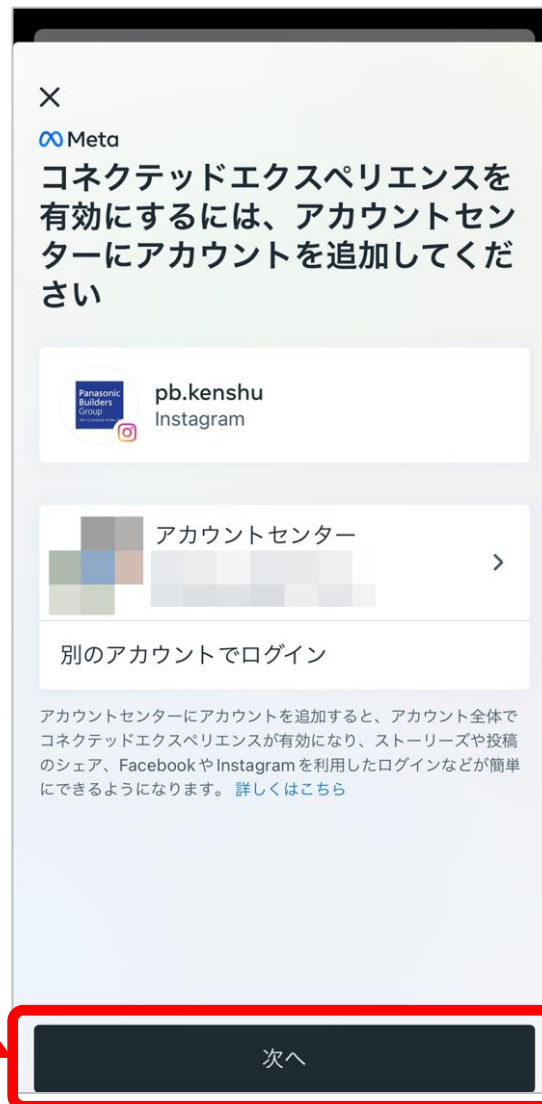 Meta
コネクテッドエクスペリエンスを
有効にするには、アカウントセン
ターにアカウントを追加してくだ
さい
Panasonic
Builders
Group
pb.kenshu
Instagram
アカウントセンター
別のアカウントでログイン
アカウントセンターにアカウントを追加すると、アカウント全体で
コネクテッドエクスペリエンスが有効になり、ストーリーズや投稿
のシェア、FacebookやInstagramを利用したログインなどが簡単
にできるようになります。 詳しくはこちら
次へ